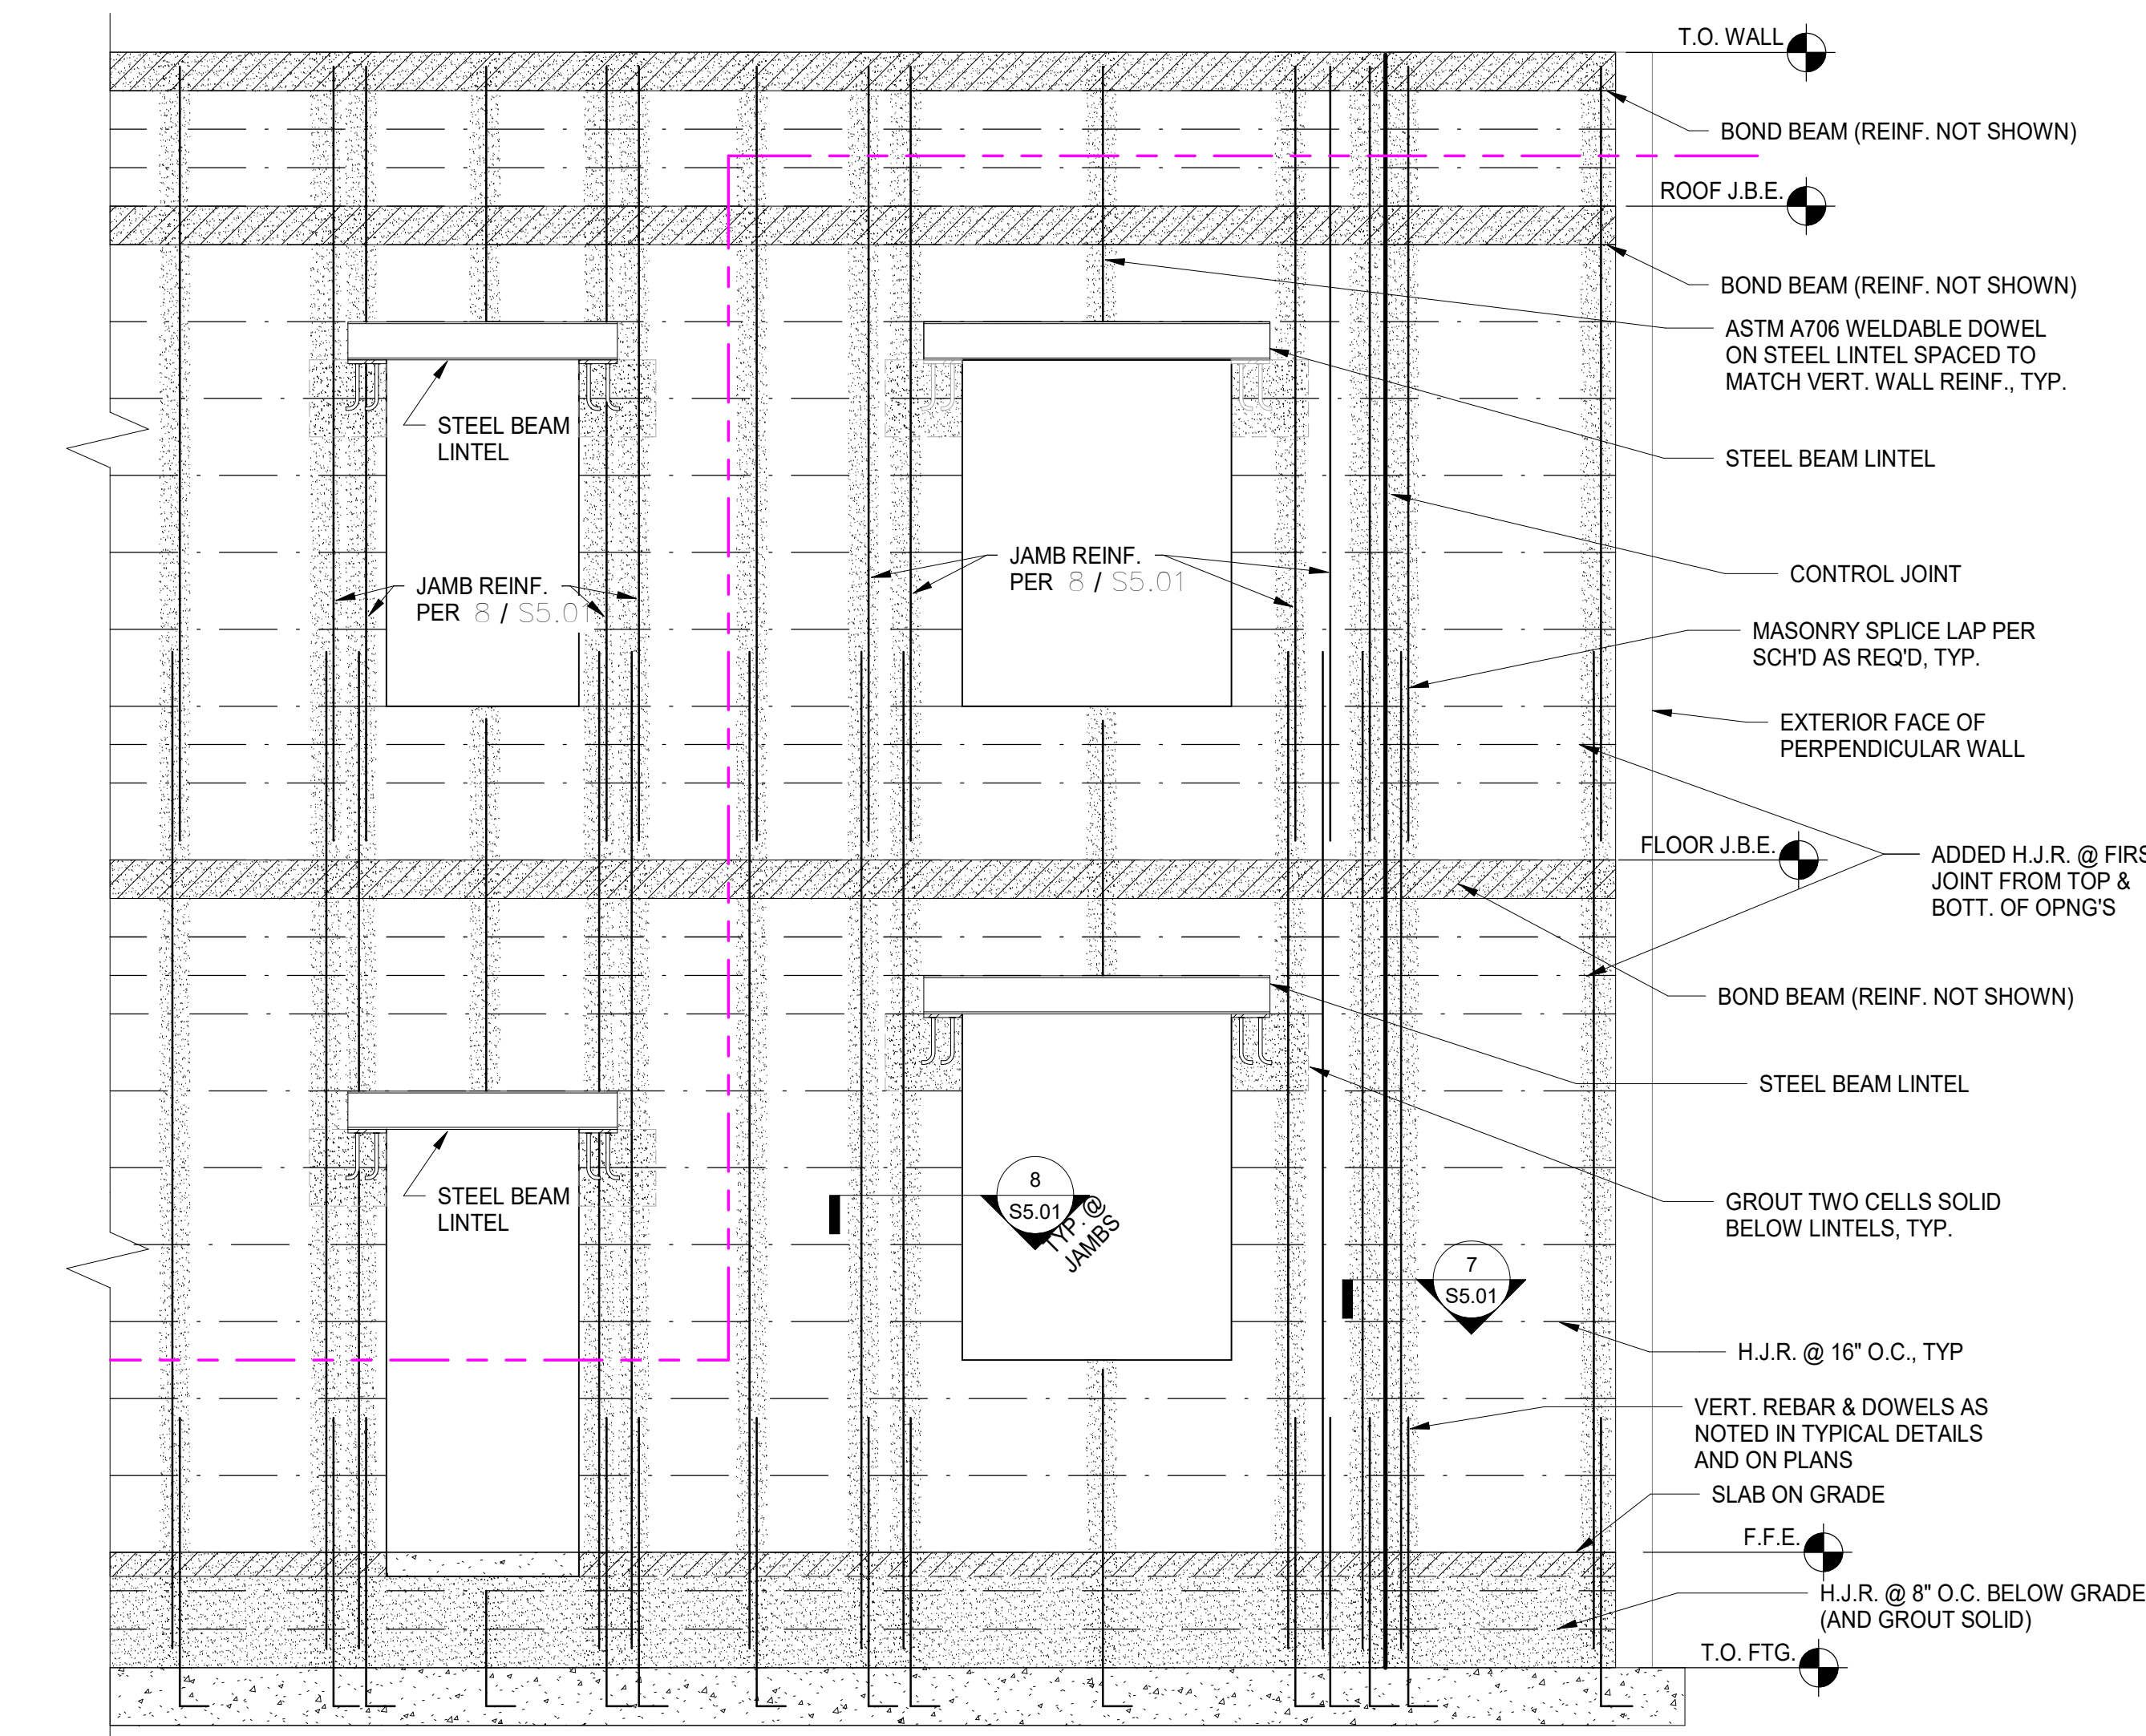 T.O. WALL
BOND BEAM (REINF. NOT SHOWN)
ROOF J.B.E.
BOND BEAM (REINF. NOT SHOWN)
ASTM A706 WELDABLE DOWEL
ON STEEL LINTEL SPACED TO
MATCH VERT. WALL REINF., TYP.
STEEL BEAM
LINTEL
STEEL BEAM LINTEL
JAMB REINF.
PER 8 / S5.01
JAMB REINF.
PER 8 / S5.01
CONTROL JOINT
MASONRY SPLICE LAP PER
SCH'D AS REQ'D, TYP.
EXTERIOR FACE OF
PERPENDICULAR WALL
FLOOR J.B.E.
ADDED H.J.R. @ FIRS
JOINT FROM TOP &
BOTT. OF OPNG'S
BOND BEAM (REINF. NOT SHOWN)
STEEL BEAM LINTEL
STEEL BEAM
LINTEL
8
S5.01
TYP. @
JAMBS
GROUT TWO CELLS SOLID
BELOW LINTELS, TYP.
7
S5.01
H.J.R. @ 16" O.C., TYP
VERT. REBAR & DOWELS AS
NOTED IN TYPICAL DETAILS
AND ON PLANS
SLAB ON GRADE
F.F.E.
H.J.R. @ 8" O.C. BELOW GRADE
(AND GROUT SOLID)
T.O. FTG.